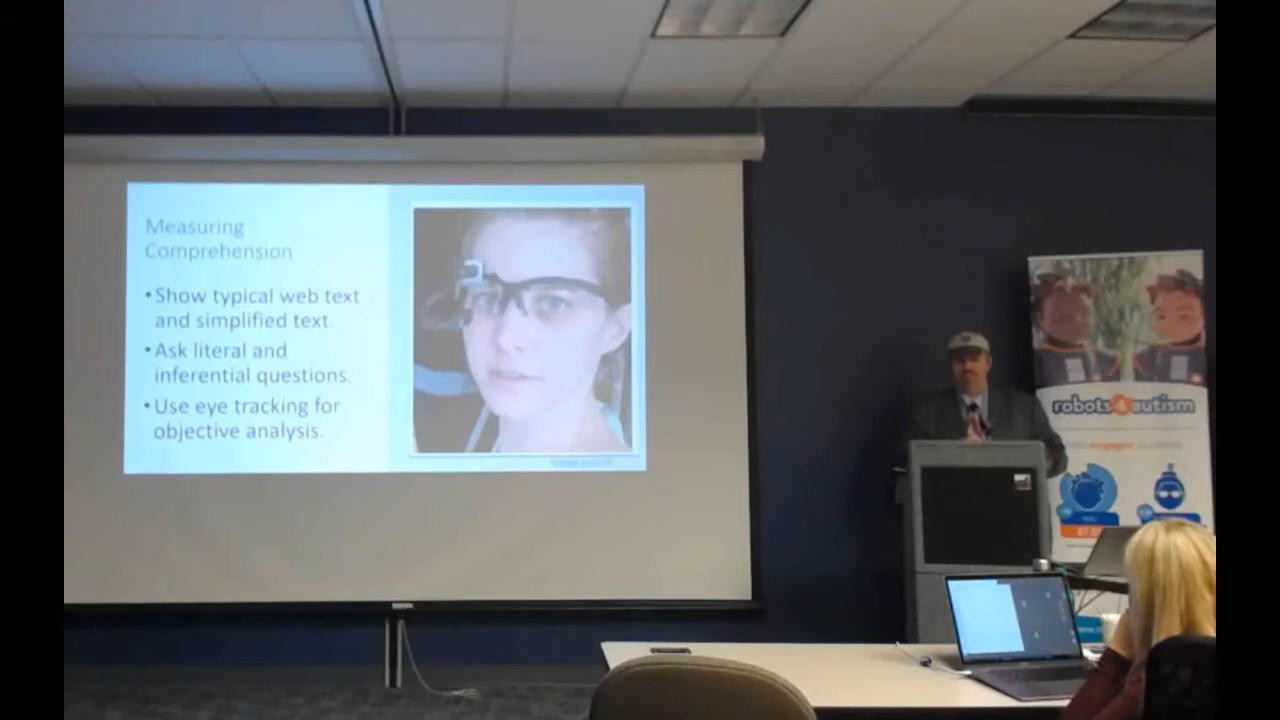 Measuring
Comprehension
•Show typical web text
and simplified text.
•Ask literal and
inferential questions.
•Use eye tracking for
objective analysis.
robots4autism